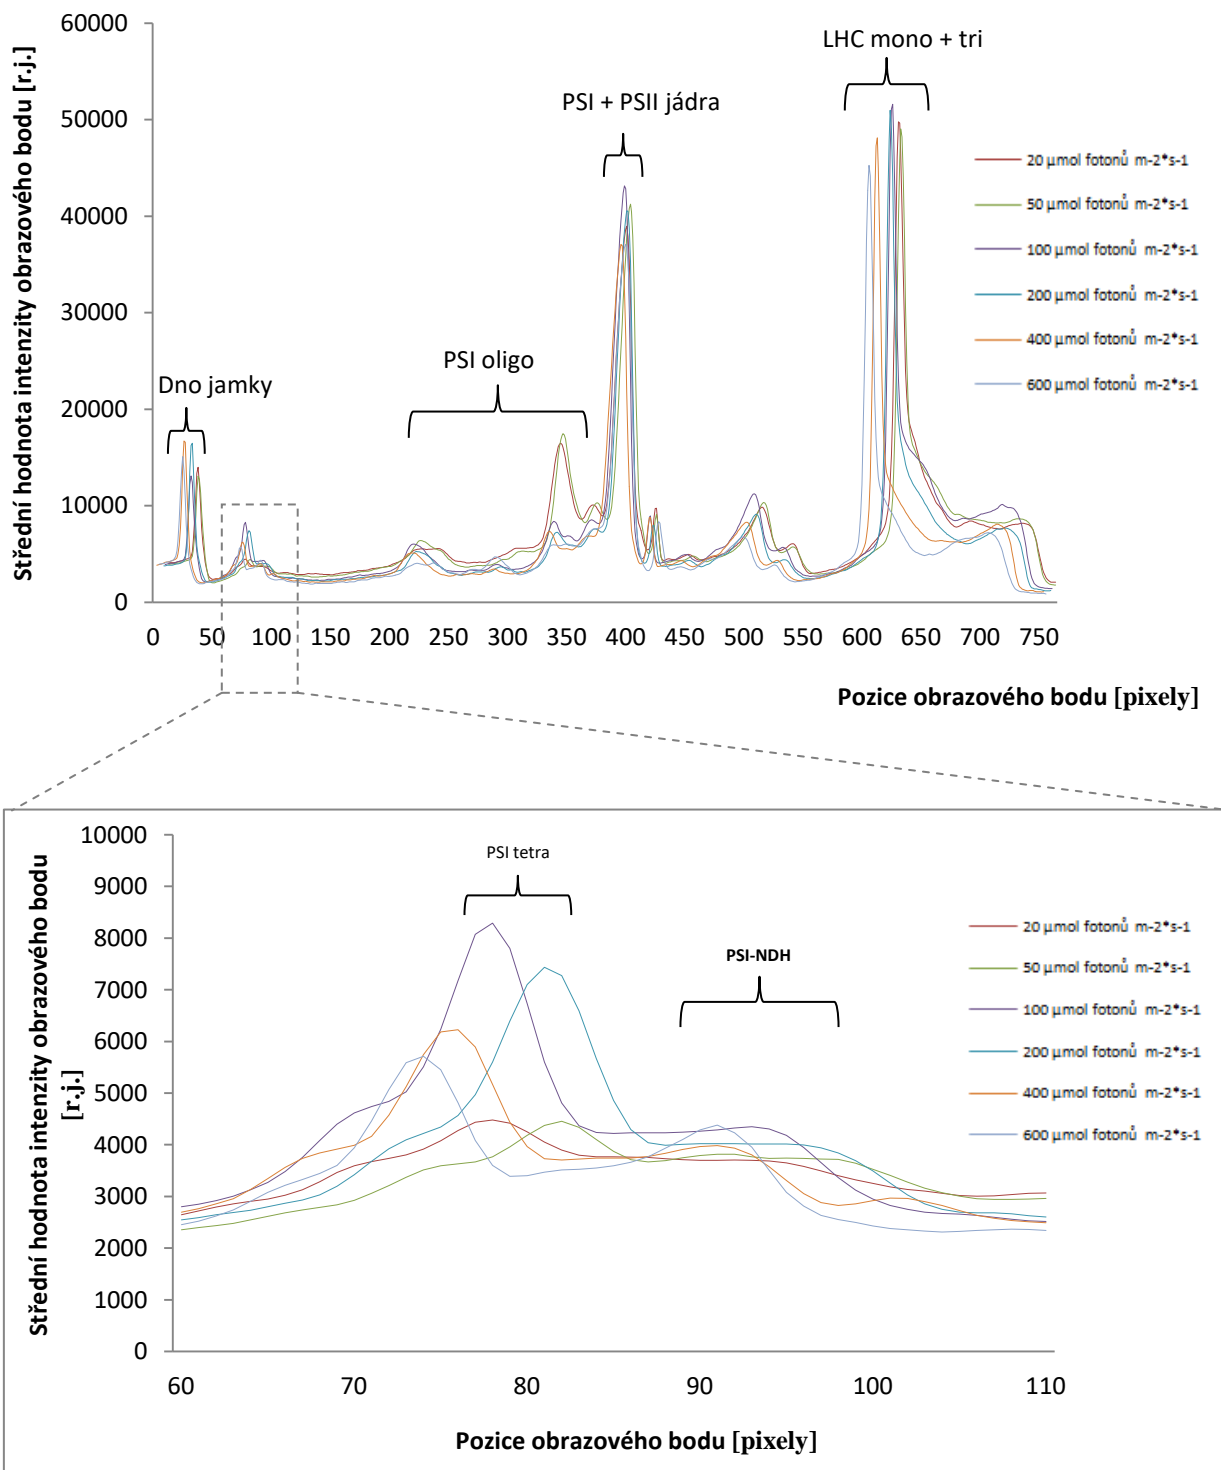 Střední hodnota intenzity obrazového bodu [r.j.]
60000
50000
40000
30000
20000
10000
0
Dno jamky
PSI oligo
PSI + PSII jádra
LHC mono + tri
20 µmol fotonů m-2*s-1
50 µmol fotonů m-2*s-1
100 µmol fotonů m-2*s-1
200 µmol fotonů m-2*s-1
400 µmol fotonů m-2*s-1
600 µmol fotonů m-2*s-1
0 50 100 150 200 250 300 350 400 450 500 550 600 650 700 750
Pozice obrazového bodu [pixely]
Střední hodnota intenzity obrazového bodu
[r.j.]
10000
9000
8000
7000
6000
5000
4000
3000
2000
1000
0
PSI tetra
PSI-NDH
20 µmol fotonů m-2*s-1
50 µmol fotonů m-2*s-1
100 µmol fotonů m-2*s-1
200 µmol fotonů m-2*s-1
400 µmol fotonů m-2*s-1
600 µmol fotonů m-2*s-1
60 70 80 90 100 110
Pozice obrazového bodu [pixely]